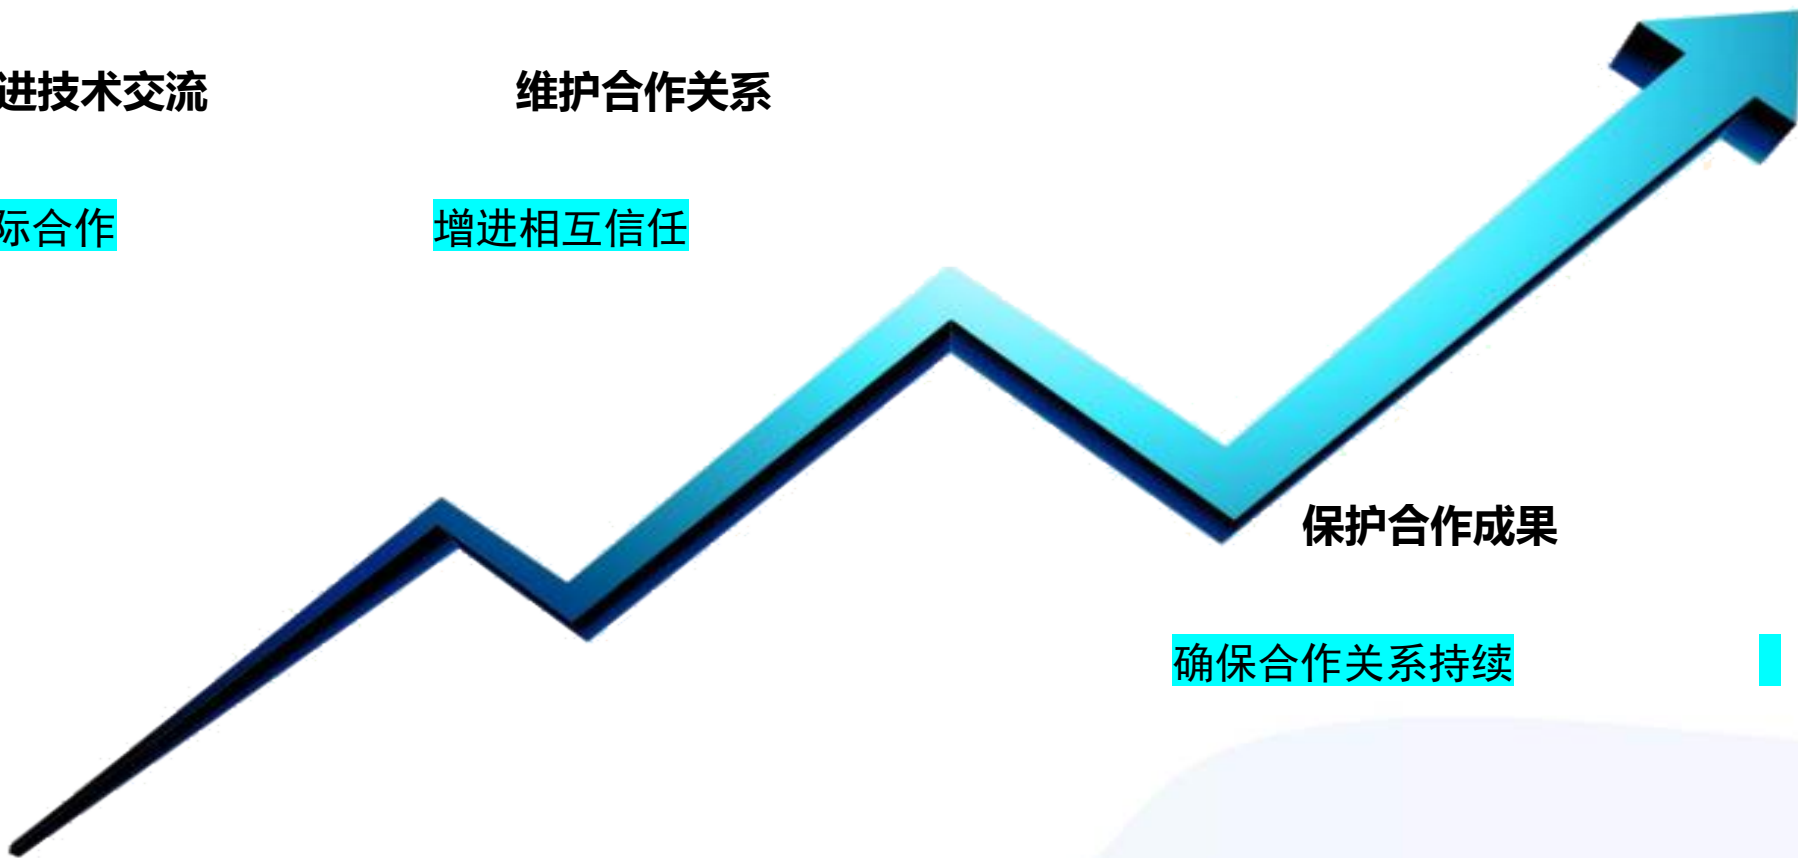 进技术交流
维护合作关系
际合作
增进相互信任
保护合作成果
确保合作关系持续